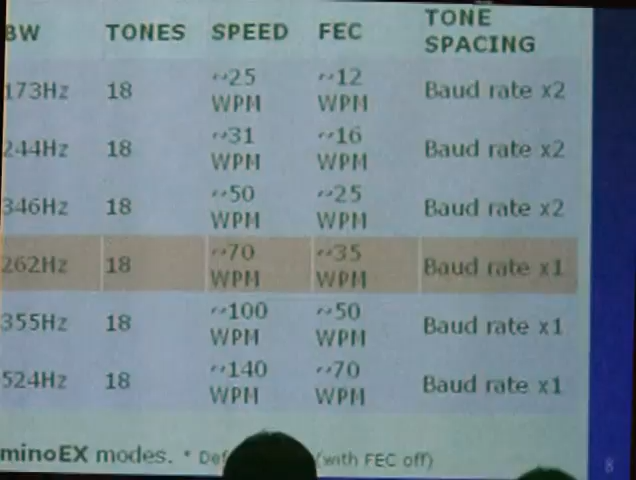 BW TONES SPEED FEC TONE SPACING
173Hz 18 ~25 WPM ~12 WPM Baud rate x2
244Hz 18 ~31 WPM ~16 WPM Baud rate x2
346Hz 18 ~50 WPM ~25 WPM Baud rate x2
262Hz 18 ~70 WPM ~35 WPM Baud rate x1
355Hz 18 ~100 WPM ~50 WPM Baud rate x1
524Hz 18 ~140 WPM ~70 WPM Baud rate x1
minoEX modes. * (with FEC off)
8